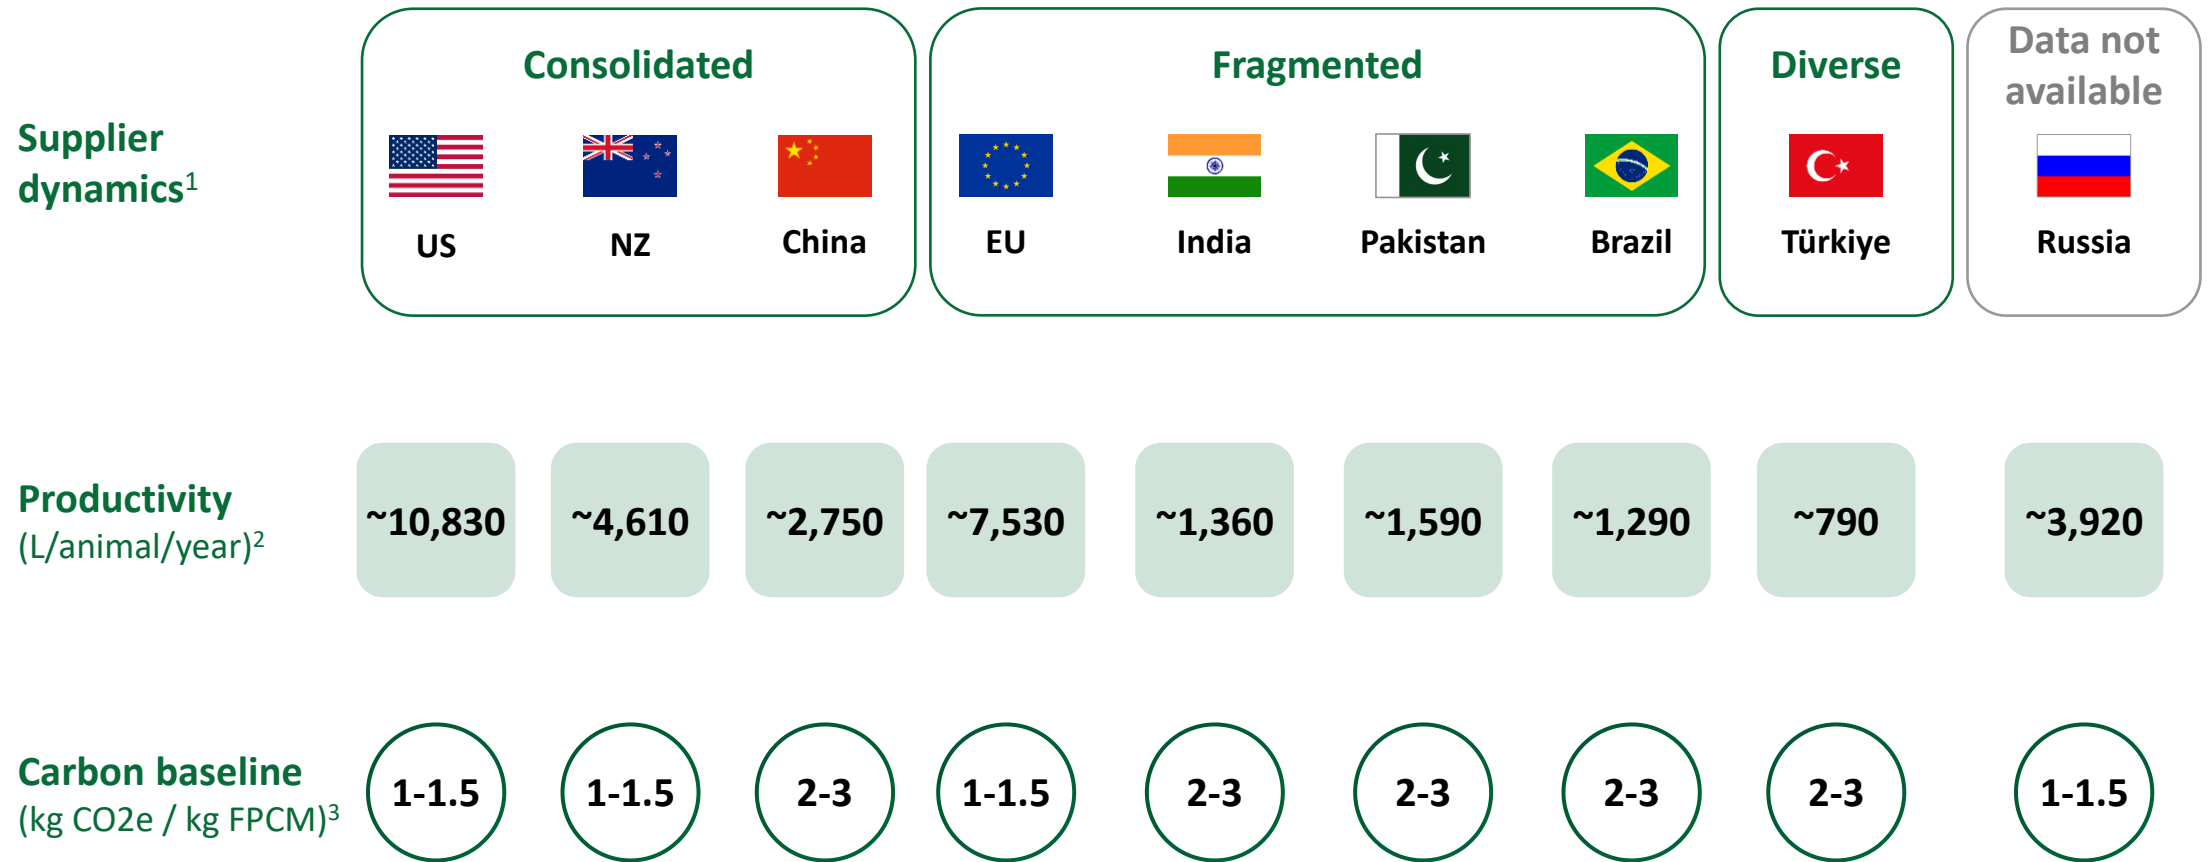 Consolidated
Fragmented
Diverse
Data not
available
Supplier
dynamics1
US
NZ
China
EU
India
Pakistan
Brazil
Türkiye
Russia
Productivity
(L/animal/year)2
~10,830
~4,610
~2,750
~7,530
~1,360
~1,590
~1,290
~790
~3,920
Carbon baseline
(kg CO2e / kg FPCM)3
1-1.5
1-1.5
2-3
1-1.5
2-3
2-3
2-3
2-3
1-1.5